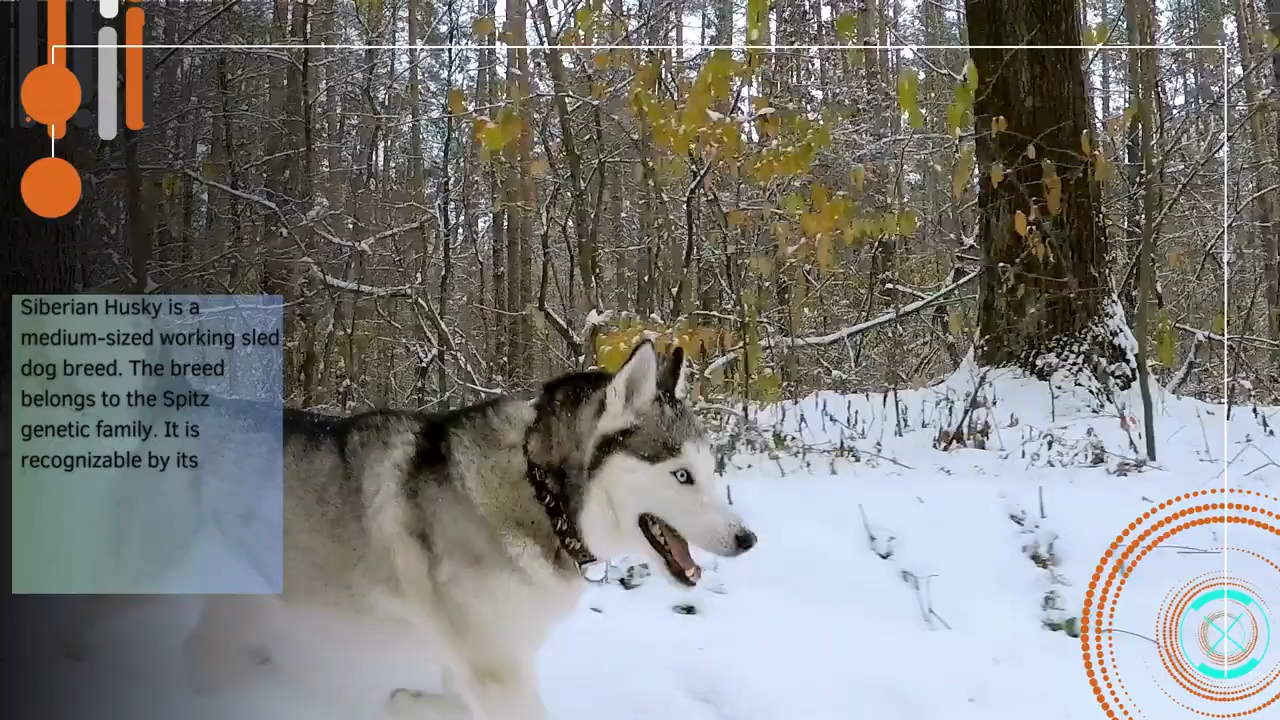 Siberian Husky is a
medium-sized working sled
dog breed. The breed
belongs to the Spitz
genetic family. It is
recognizable by its